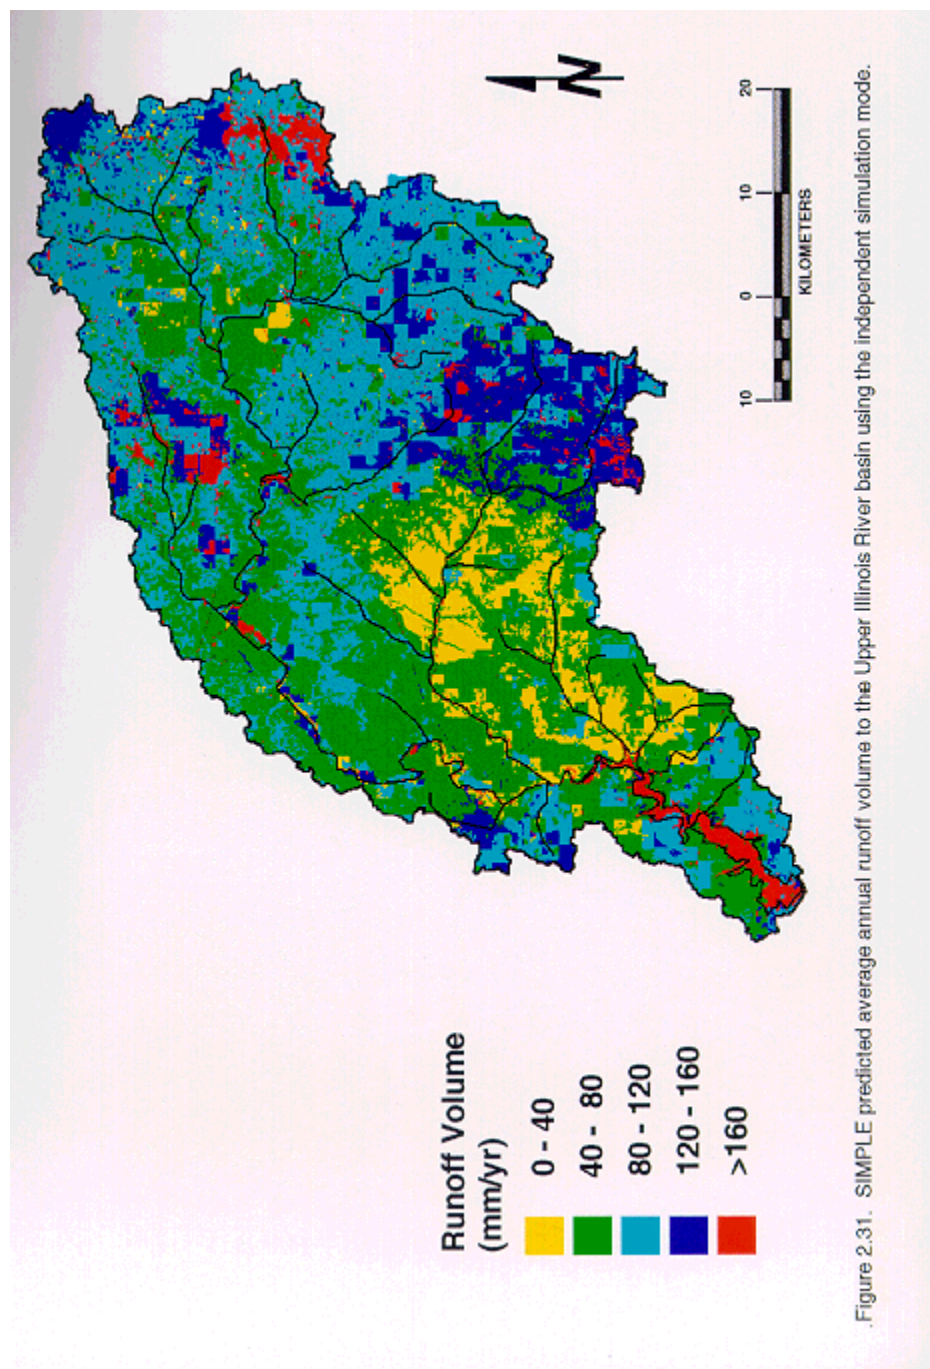 N
20
10
0
10
KILOMETERS
Runoff Volume
(mm/yr)
0 - 40
40 - 80
80 - 120
120 - 160
>160
.Figure 2.31. SIMPLE predicted average annual runoff volume to the Upper Illinois River basin using the independent simulation mode.